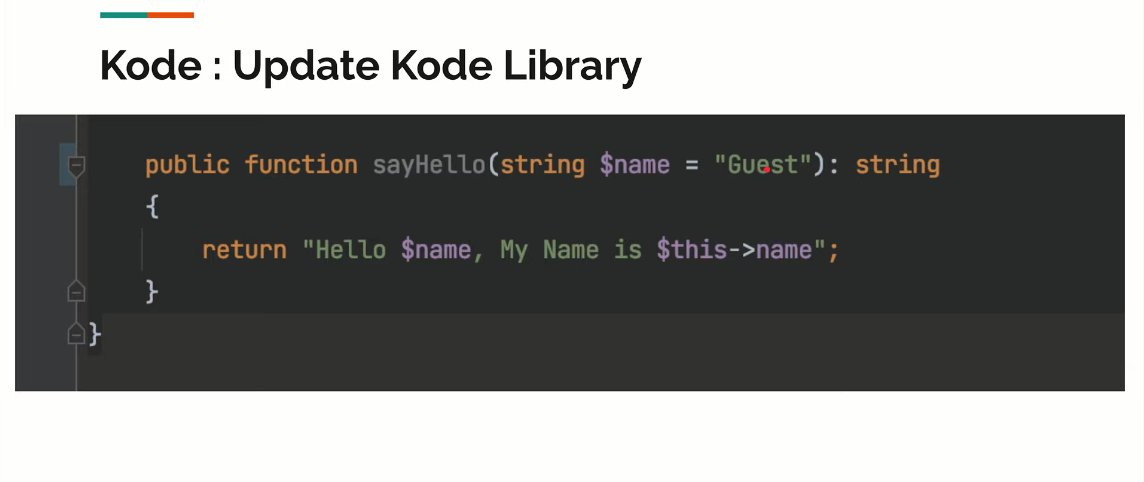 Kode : Update Kode Library
public function sayHello(string $name = "Guest"): string
{
return "Hello $name, My Name is $this->name";
}
}